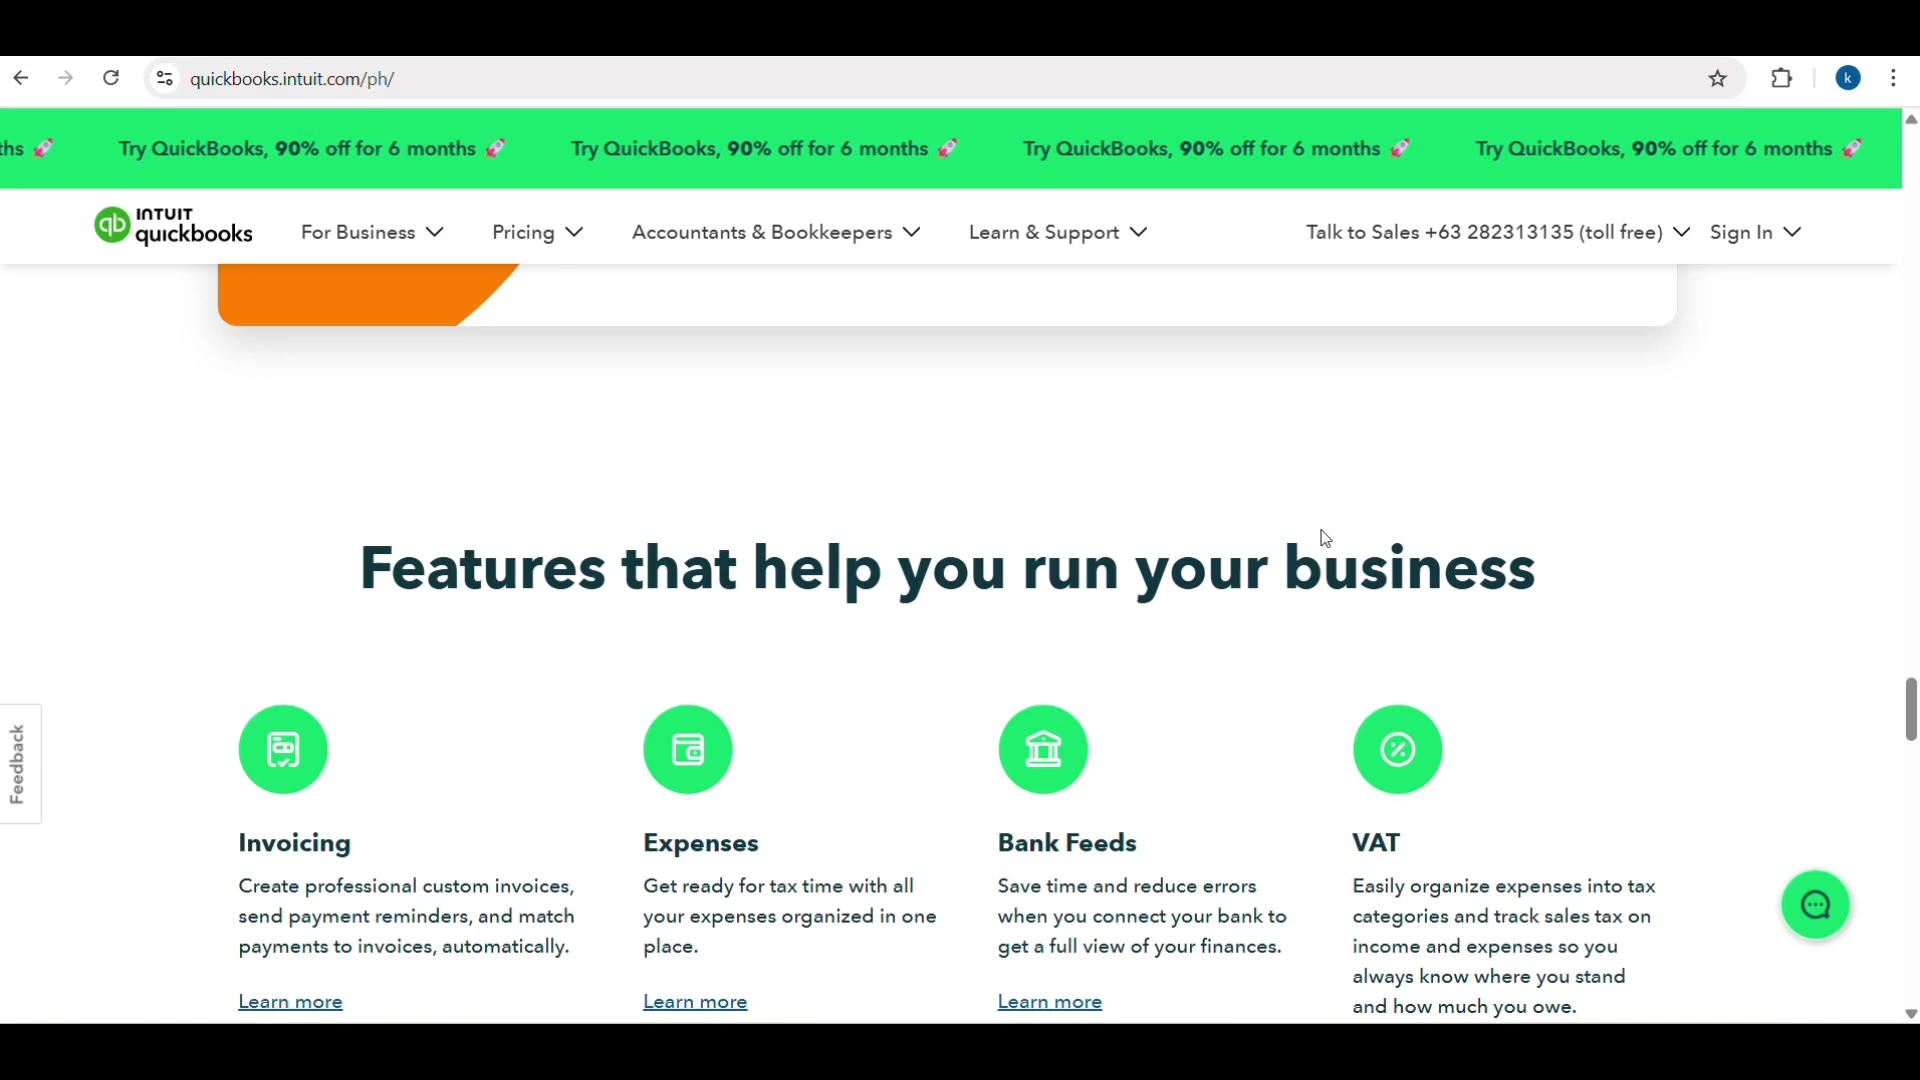 quickbooks.intuit.com/ph/
k
ths 🚀 Try QuickBooks, 90% off for 6 months 🚀 Try QuickBooks, 90% off for 6 months 🚀 Try QuickBooks, 90% off for 6 months 🚀 Try QuickBooks, 90% off for 6 months 🚀
qb INTUIT
quickbooks
For Business Pricing Accountants & Bookkeepers Learn & Support Talk to Sales +63 282313135 (toll free) Sign In
Features that help you run your business
Feedback
Invoicing
Create professional custom invoices,
send payment reminders, and match
payments to invoices, automatically.
Learn more
Expenses
Get ready for tax time with all
your expenses organized in one
place.
Learn more
Bank Feeds
Save time and reduce errors
when you connect your bank to
get a full view of your finances.
Learn more
VAT
Easily organize expenses into tax
categories and track sales tax on
income and expenses so you
always know where you stand
and how much you owe.